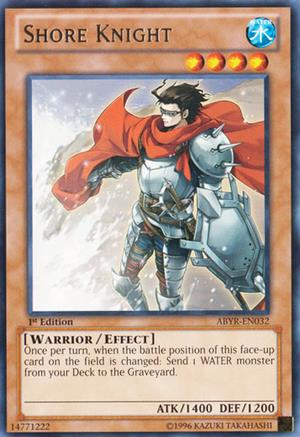 SHORE KNIGHT
WATER
水
1st Edition
ABYR-EN032
[WARRIOR / EFFECT]
Once per turn, when the battle position of this face-up
card on the field is changed: Send 1 WATER monster
from your Deck to the Graveyard.
ATK/1400 DEF/1200
14771222
©1996 KAZUKI TAKAHASHI